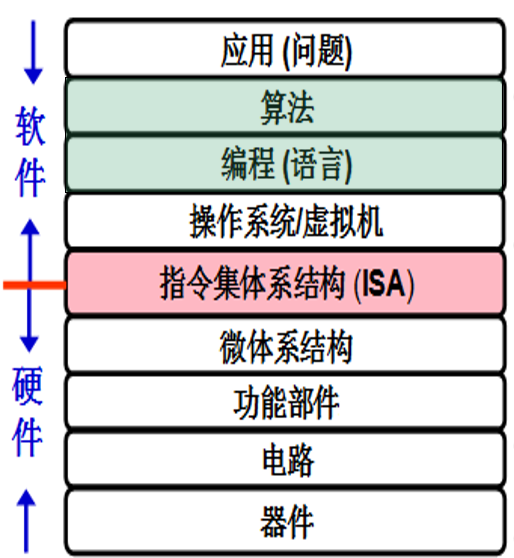 应用 (问题)
算法
编程 (语言)
操作系统/虚拟机
指令集体系结构 (ISA)
微体系结构
功能部件
电路
器件
软件
硬件